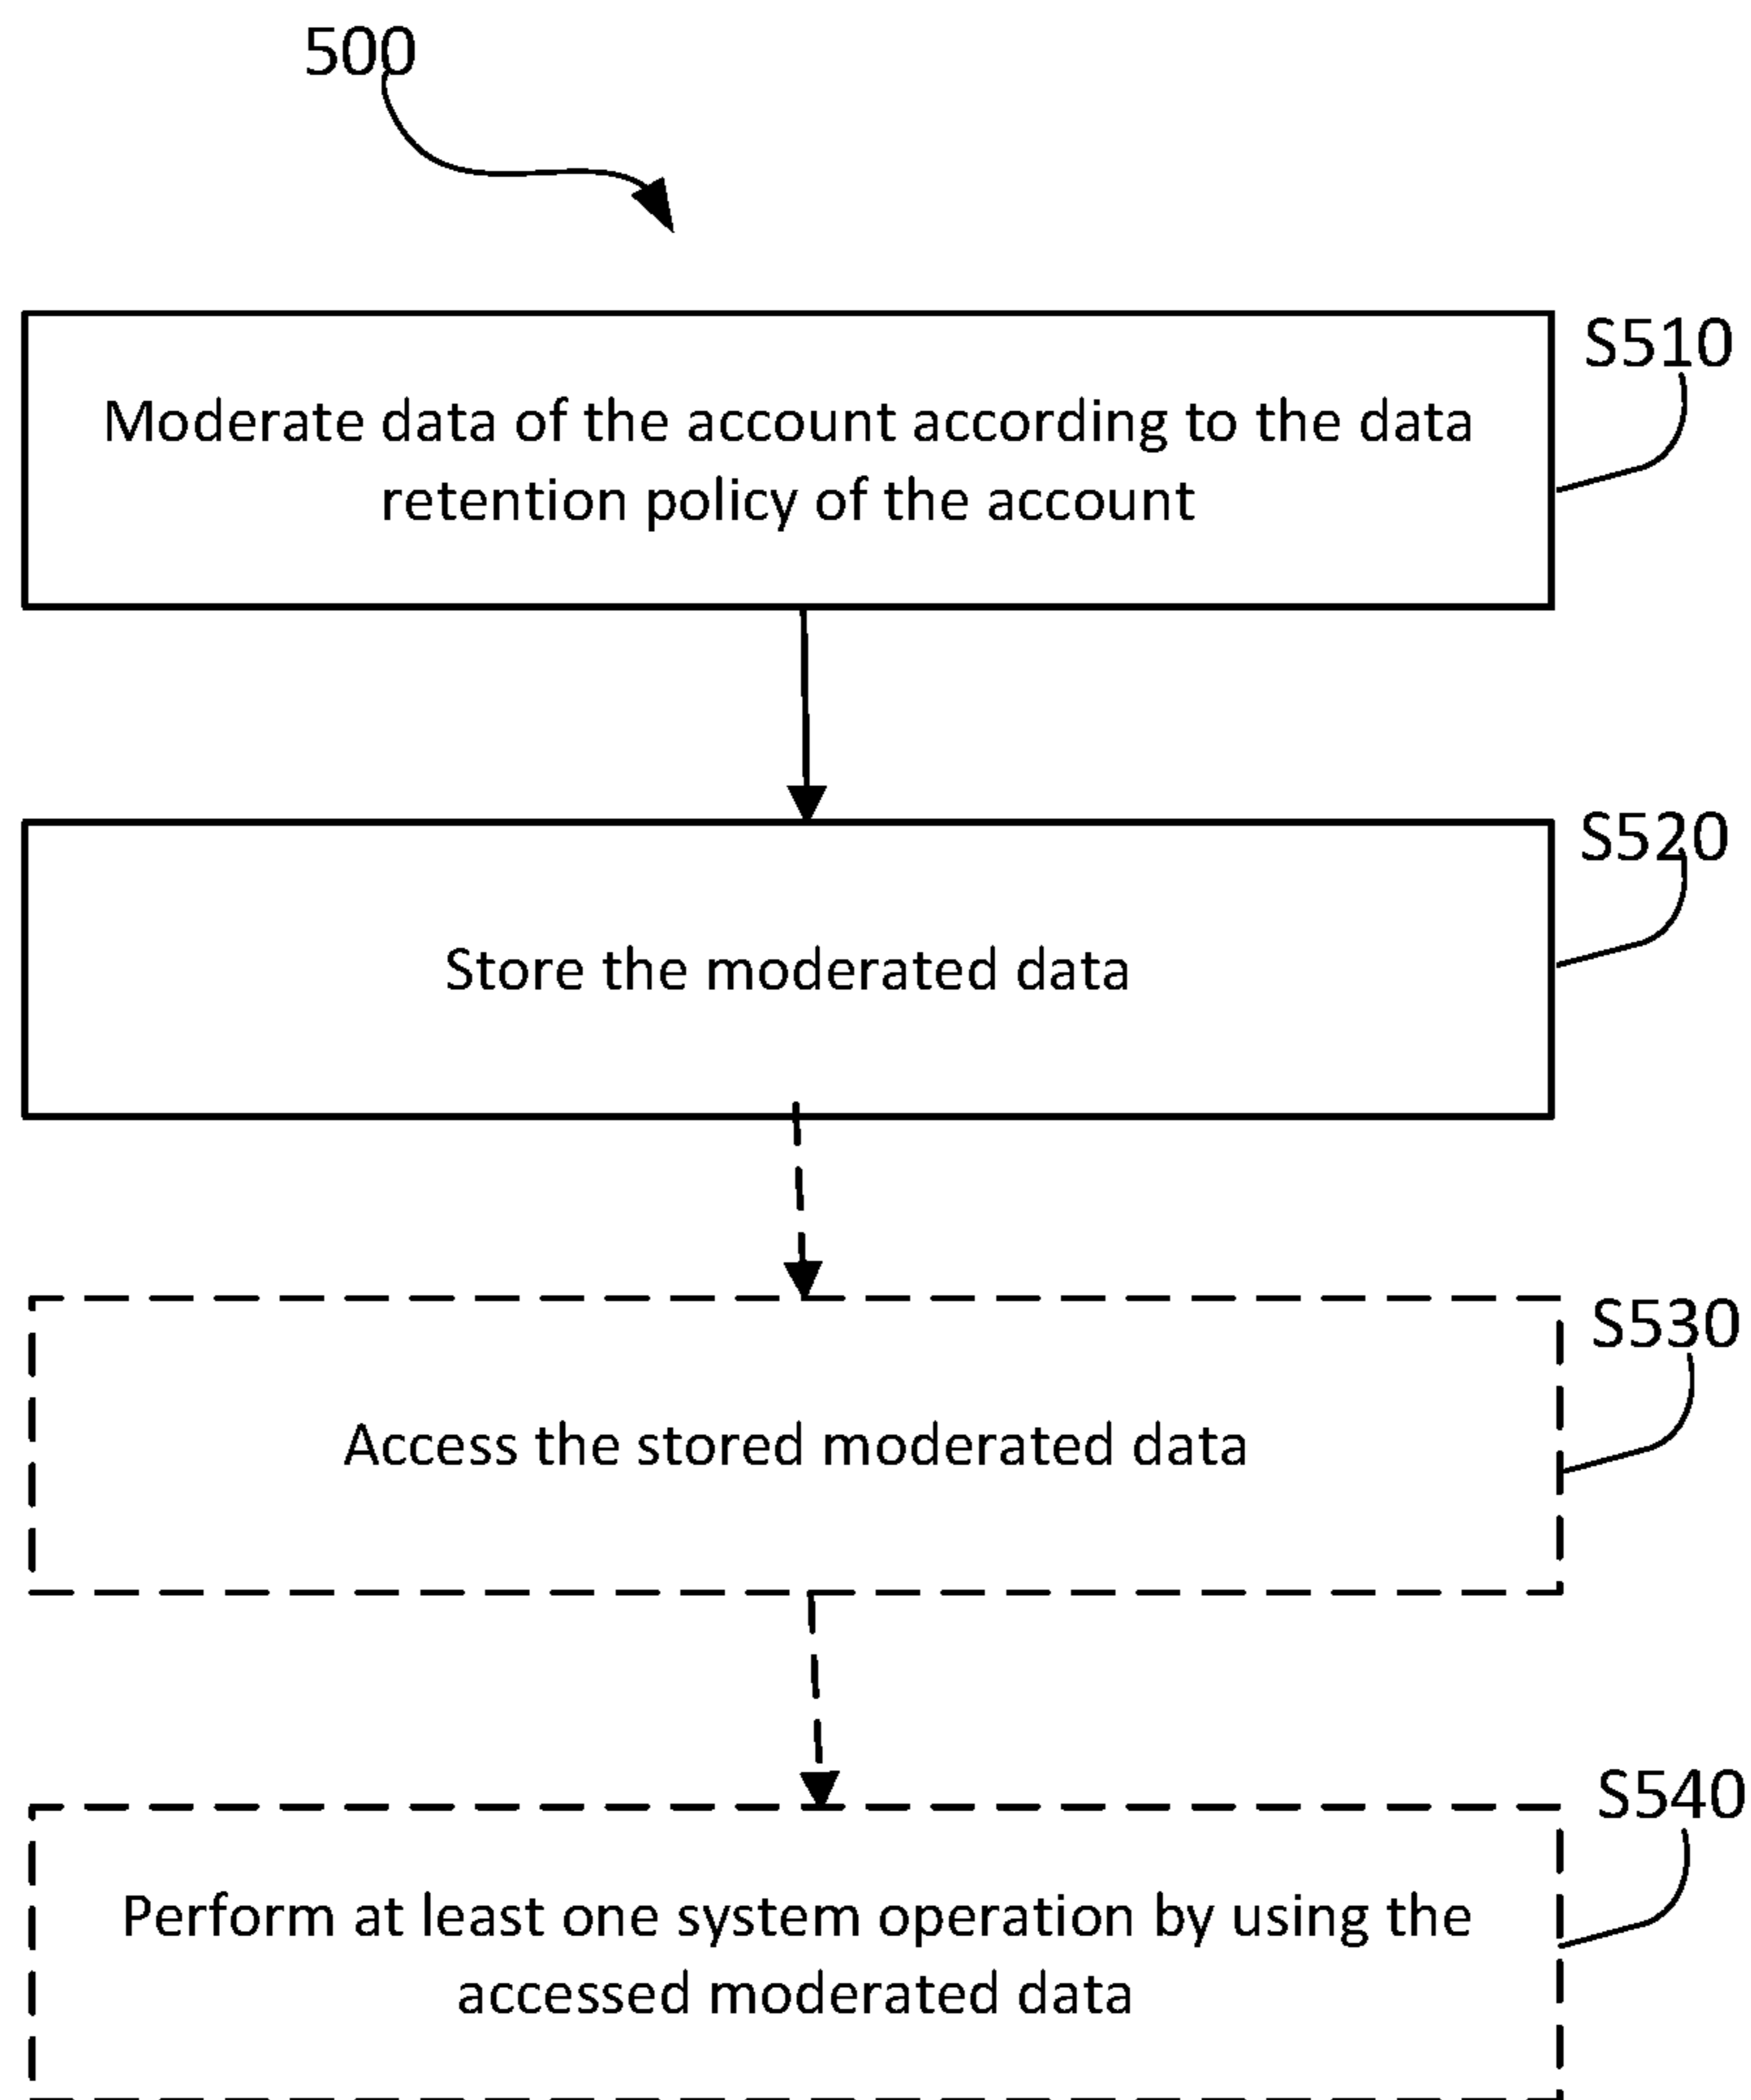 500
S510
Moderate data of the account according to the data
retention policy of the account
S520
Store the moderated data
S530
Access the stored moderated data
S540
Perform at least one system operation by using the
accessed moderated data